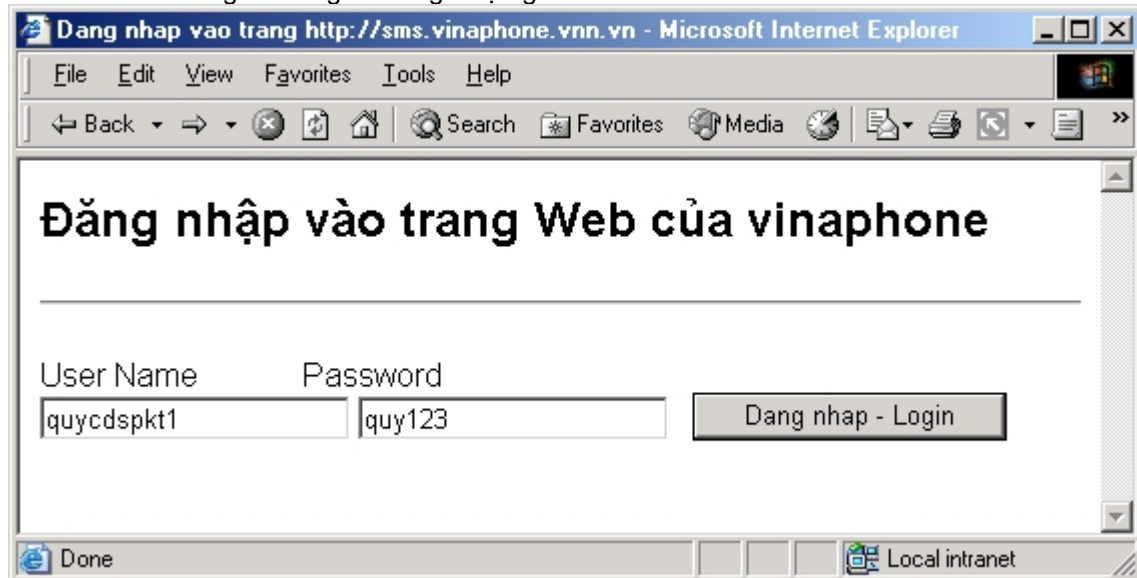 Dang nhap vao trang http://sms.vinaphone.vnn.vn - Microsoft Internet Explorer
File Edit View Favorites Tools Help
Back Search Favorites Media »
Đăng nhập vào trang Web của vinaphone
User Name Password
quycdspkt1 quy123 Dang nhap - Login
Done Local intranet